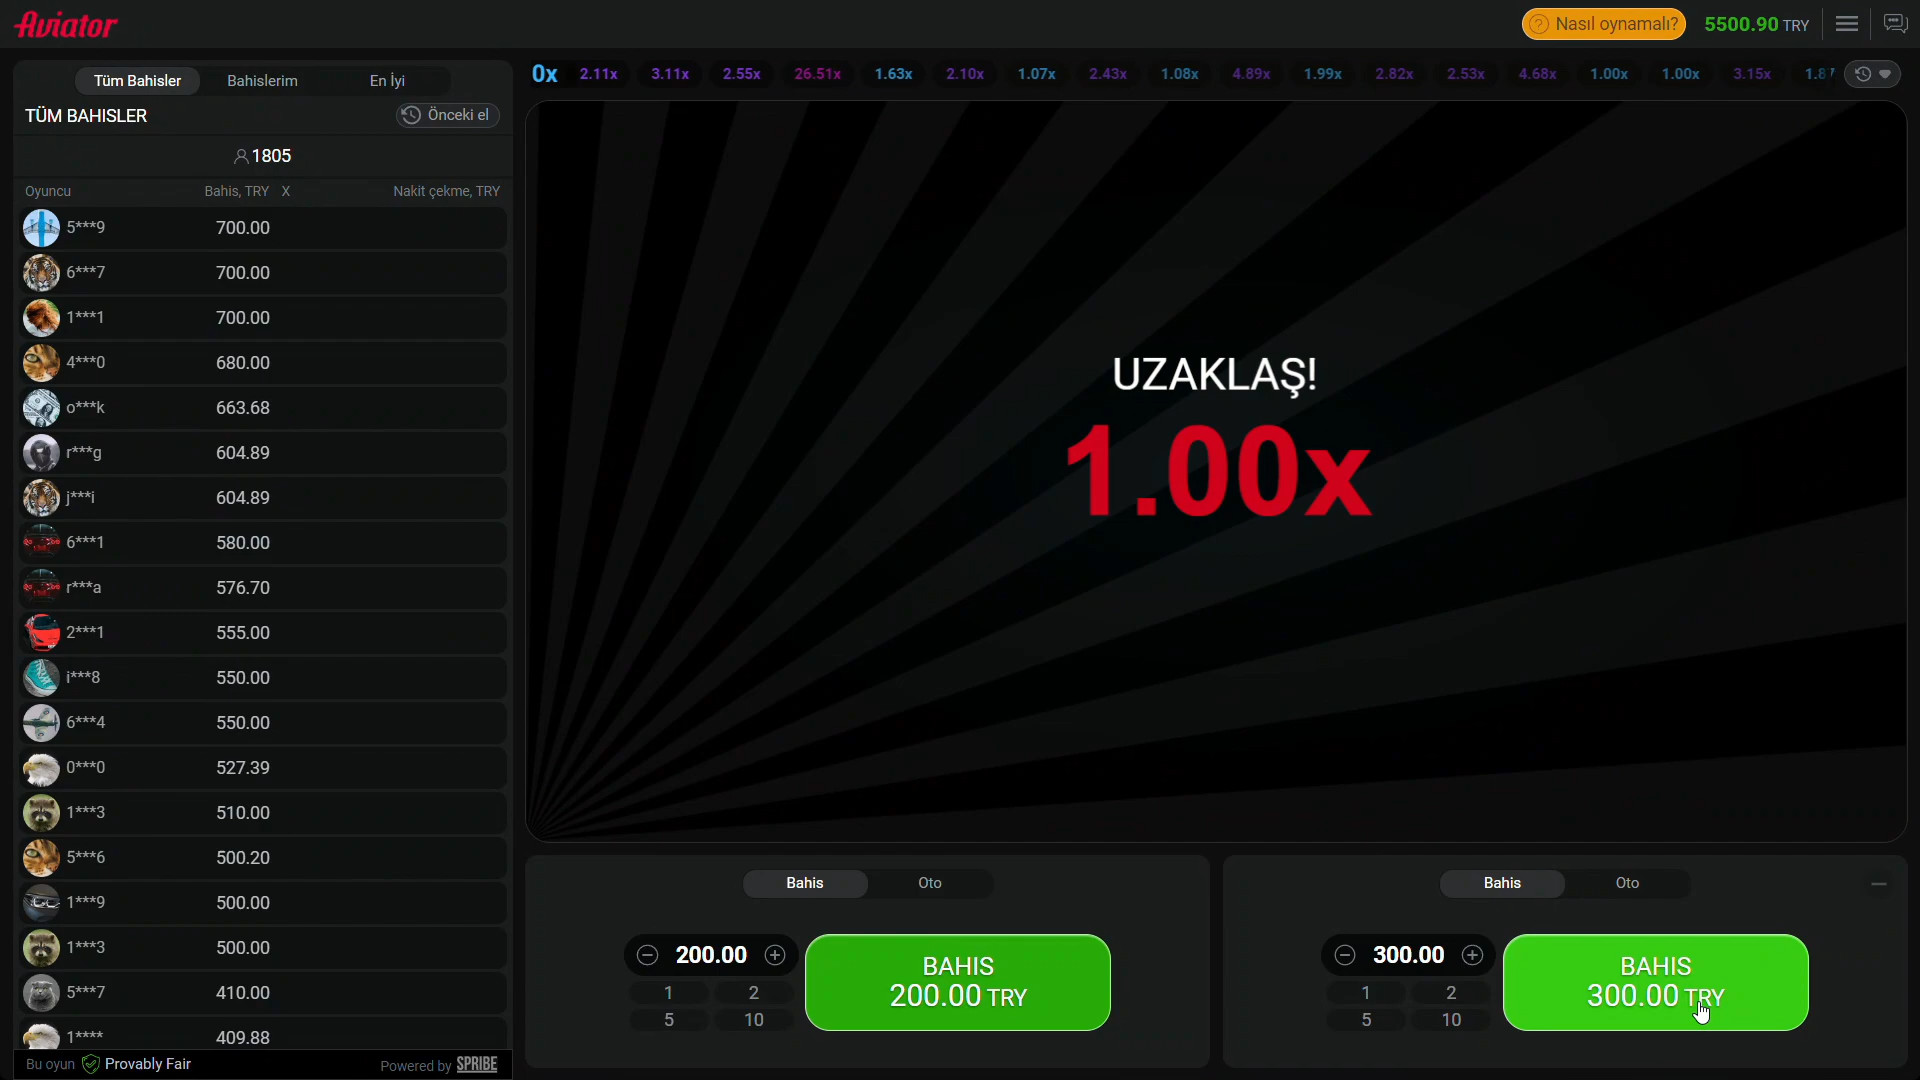 Aviator
? Nasıl oynamalı?
5500.90 TRY
Tüm Bahisler
Bahislerim
En İyi
TÜM BAHISLER
Önceki el
1805
Oyuncu
Bahis, TRY X
Nakit çekme, TRY
5***9 700.00
6***7 700.00
1***1 700.00
4***0 680.00
o***k 663.68
r***g 604.89
j***i 604.89
6***1 580.00
r***a 576.70
2***1 555.00
i***8 550.00
6***4 550.00
0***0 527.39
1***3 510.00
5***6 500.20
1***9 500.00
1***3 500.00
5***7 410.00
1**** 409.88
Bu oyun Provably Fair
Powered by SPRIBE
0x 2.11x 3.11x 2.55x 26.51x 1.63x 2.10x 1.07x 2.43x 1.08x 4.89x 1.99x 2.82x 2.53x 4.68x 1.00x 1.00x 3.15x
UZAKLAŞ!
1.00x
Bahis
Oto
200.00
1 2
5 10
BAHIS
200.00 TRY
Bahis
Oto
300.00
1 2
5 10
BAHIS
300.00 TRY